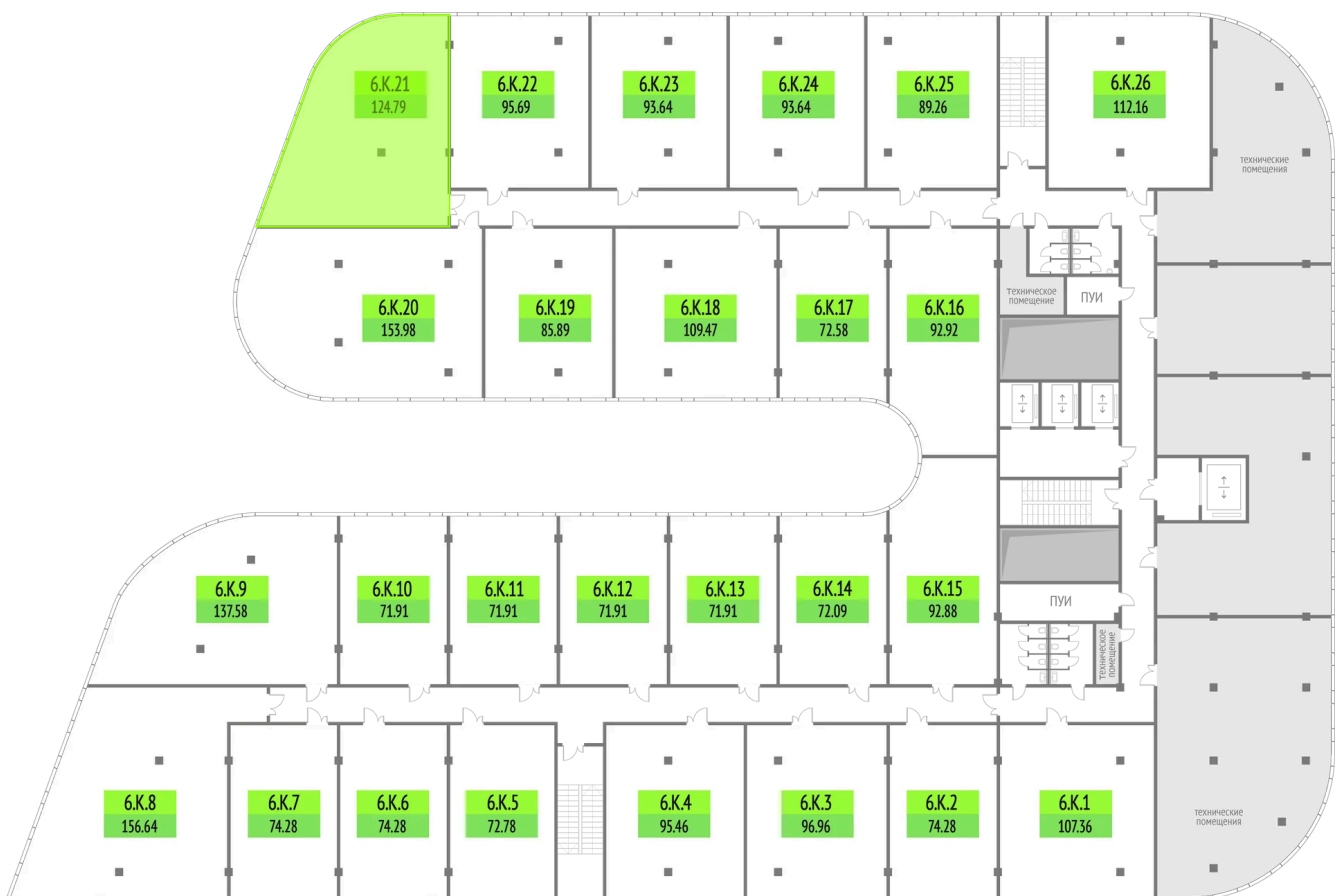 6.К.21
124.79
6.К.22
95.69
6.К.23
93.64
6.К.24
93.64
6.К.25
89.26
6.К.26
112.16
технические
помещения
6.К.20
153.98
6.К.19
85.89
6.К.18
109.47
6.К.17
72.58
6.К.16
92.92
техническое
помещение
ПУИ
6.К.9
137.58
6.К.10
71.91
6.К.11
71.91
6.К.12
71.91
6.К.13
71.91
6.К.14
72.09
6.К.15
92.88
ПУИ
техническое
помещение
6.К.8
156.64
6.К.7
74.28
6.К.6
74.28
6.К.5
72.78
6.К.4
95.46
6.К.3
96.96
6.К.2
74.28
6.К.1
107.36
технические
помещения